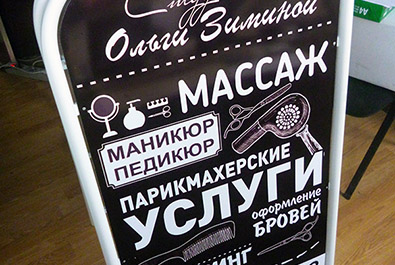 Ольги Зиминой
МАССАЖ
МАНИКЮР
ПЕДИКЮР
ПАРИКМАХЕРСКИЕ
УСЛУГИ
оформление
БРОВЕЙ